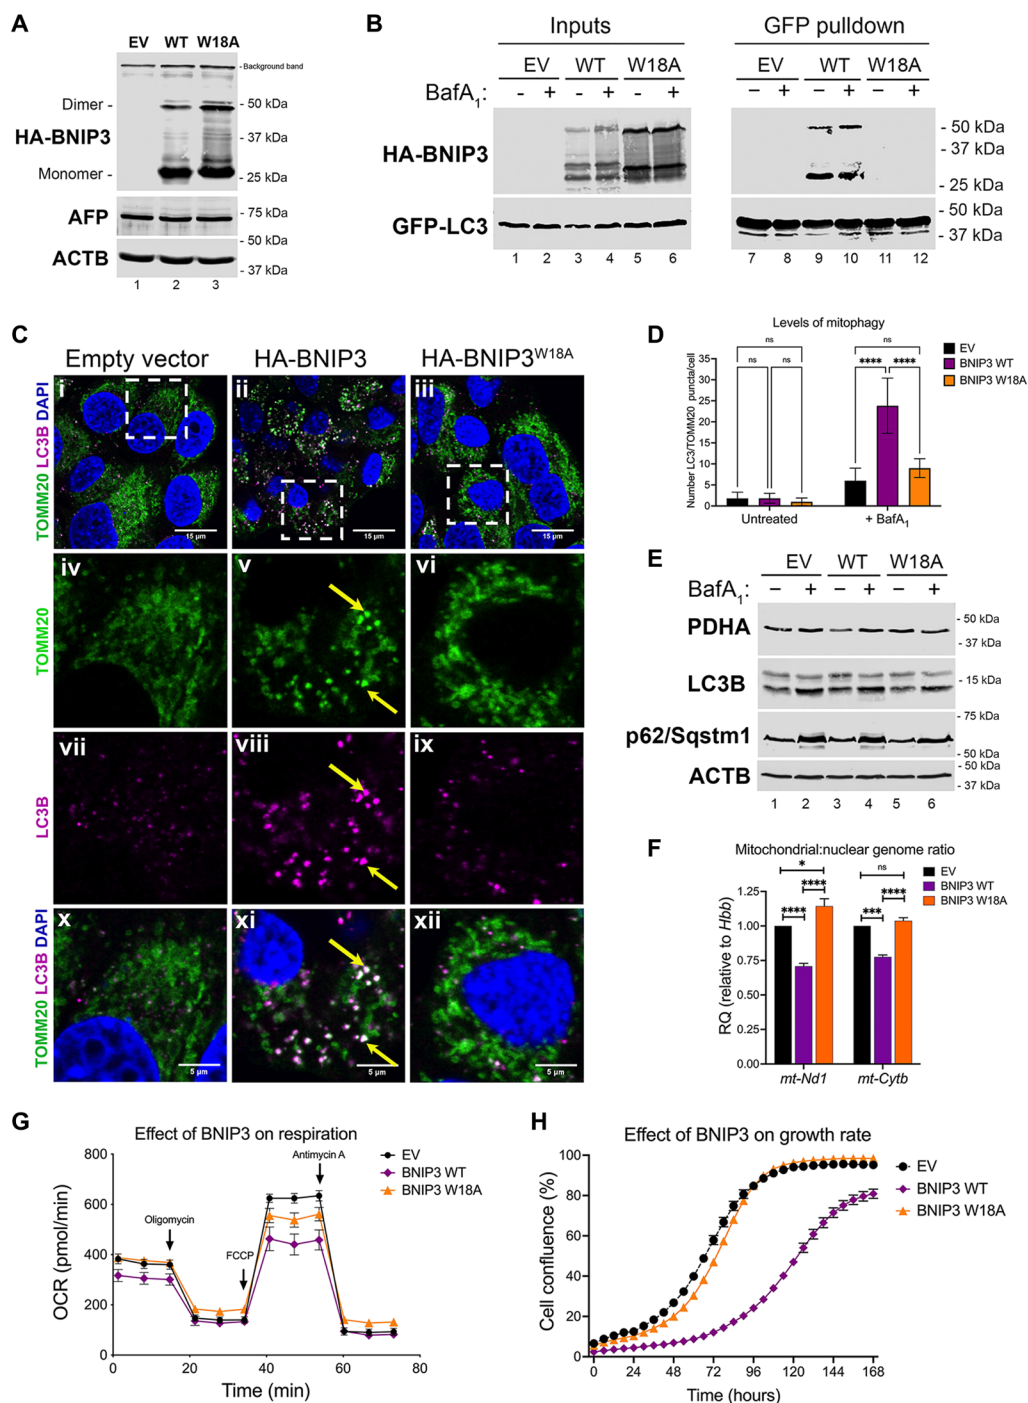 A
EV WT W18A
Background band
Dimer -
- 50 kDa
HA-BNIP3
- 37 kDa
Monomer -
- 25 kDa
AFP
- 75 kDa
- 50 kDa
ACTB
- 37 kDa
1 2 3
B
Inputs
GFP pulldown
EV WT W18A
EV WT W18A
BafA1: - + - + - +
- + - + - +
HA-BNIP3
- 50 kDa
- 37 kDa
- 25 kDa
GFP-LC3
- 50 kDa
- 37 kDa
1 2 3 4 5 6
7 8 9 10 11 12
C
Empty vector
HA-BNIP3
HA-BNIP3W18A
TOMM20 LC3B DAPI
i
ii
iii
15 µm
15 µm
15 µm
TOMM20
iv
v
vi
LC3B
vii
viii
ix
TOMM20 LC3B DAPI
x
xi
xii
5 µm
5 µm
5 µm
D
Levels of mitophagy
Number LC3/TOMM20 puncta/cell
35
30
25
20
15
10
5
0
ns
ns ns
ns
**** ****
Untreated
+ BafA1
EV
BNIP3 WT
BNIP3 W18A
E
EV WT W18A
BafA1: - + - + - +
PDHA
- 50 kDa
- 37 kDa
LC3B
- 15 kDa
p62/Sqstm1
- 75 kDa
- 50 kDa
ACTB
- 50 kDa
- 37 kDa
1 2 3 4 5 6
F
Mitochondrial:nuclear genome ratio
RQ (relative to Hbb)
1.25
1.00
0.75
0.50
0.25
0.00
*
****
****
ns
****
***
mt-Nd1
mt-Cytb
EV
BNIP3 WT
BNIP3 W18A
G
Effect of BNIP3 on respiration
OCR (pmol/min)
800
600
400
200
0
Oligomycin
FCCP
Antimycin A
EV
BNIP3 WT
BNIP3 W18A
0 20 40 60 80
Time (min)
H
Effect of BNIP3 on growth rate
Cell confluence (%)
100
80
60
40
20
0
0 24 48 72 96 120 144 168
Time (hours)
EV
BNIP3 WT
BNIP3 W18A